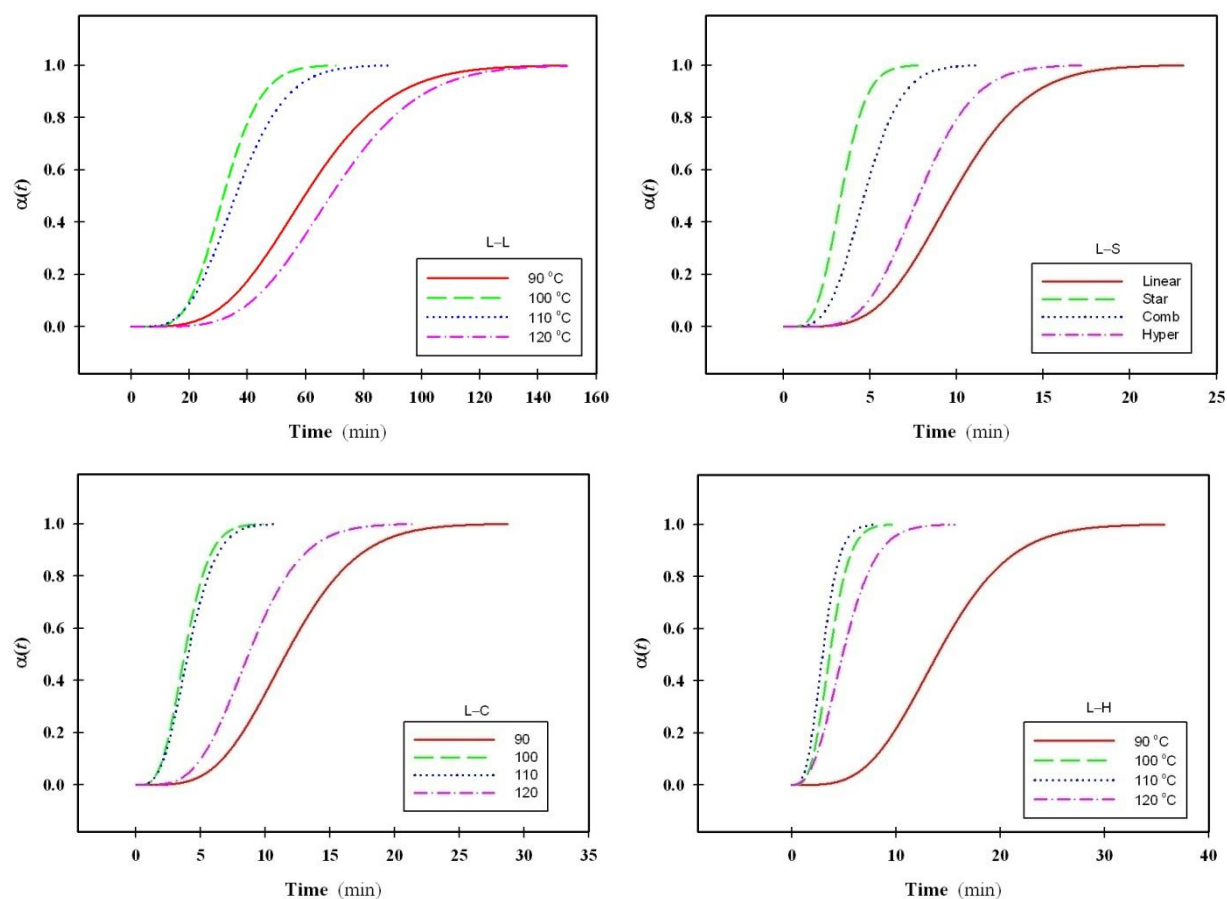 1.0
0.8
0.6
0.4
0.2
0.0
α(t)
L–L
90 °C
100 °C
110 °C
120 °C
0 20 40 60 80 100 120 140 160
Time (min)
1.0
0.8
0.6
0.4
0.2
0.0
α(t)
L–S
Linear
Star
Comb
Hyper
0 5 10 15 20 25
Time (min)
1.0
0.8
0.6
0.4
0.2
0.0
α(t)
L–C
90
100
110
120
0 5 10 15 20 25 30 35
Time (min)
1.0
0.8
0.6
0.4
0.2
0.0
α(t)
L–H
90 °C
100 °C
110 °C
120 °C
0 10 20 30 40
Time (min)